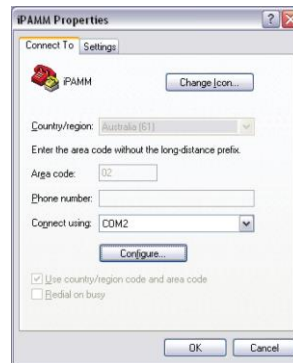 iPAMM Properties
Connect To Settings
iPAMM
Change Icon...
Country/region: Australia (61)
Enter the area code without the long-distance prefix.
Area code: 02
Phone number:
Connect using: COM2
Configure...
Use country/region code and area code
Redial on busy
OK Cancel